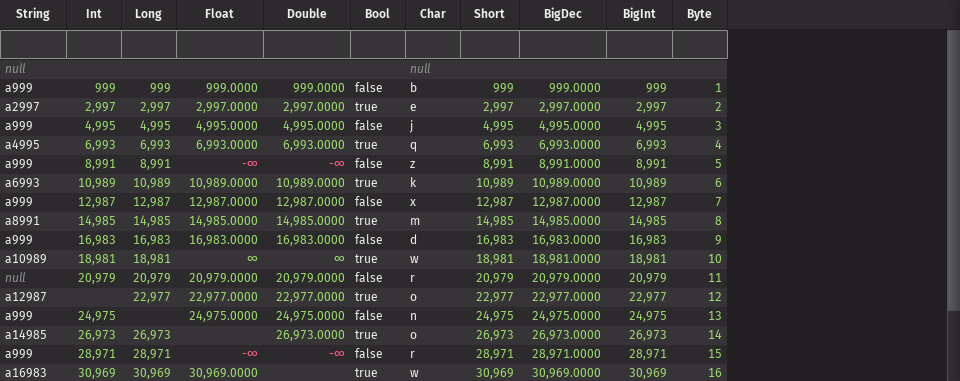 String Int Long Float Double Bool Char Short BigDec BigInt Byte
null null
a999 999 999 999.0000 999.0000 false b 999 999.0000 999 1
a2997 2,997 2,997 2,997.0000 2,997.0000 true e 2,997 2,997.0000 2,997 2
a999 4,995 4,995 4,995.0000 4,995.0000 false j 4,995 4,995.0000 4,995 3
a4995 6,993 6,993 6,993.0000 6,993.0000 true q 6,993 6,993.0000 6,993 4
a999 8,991 8,991 -∞ -∞ false z 8,991 8,991.0000 8,991 5
a6993 10,989 10,989 10,989.0000 10,989.0000 true k 10,989 10,989.0000 10,989 6
a999 12,987 12,987 12,987.0000 12,987.0000 false x 12,987 12,987.0000 12,987 7
a8991 14,985 14,985 14,985.0000 14,985.0000 true m 14,985 14,985.0000 14,985 8
a999 16,983 16,983 16,983.0000 16,983.0000 false d 16,983 16,983.0000 16,983 9
a10989 18,981 18,981 ∞ ∞ true w 18,981 18,981.0000 18,981 10
null 20,979 20,979 20,979.0000 20,979.0000 false r 20,979 20,979.0000 20,979 11
a12987 22,977 22,977.0000 22,977.0000 true o 22,977 22,977.0000 22,977 12
a999 24,975 24,975.0000 24,975.0000 false n 24,975 24,975.0000 24,975 13
a14985 26,973 26,973 26,973.0000 true o 26,973 26,973.0000 26,973 14
a999 28,971 28,971 -∞ -∞ false r 28,971 28,971.0000 28,971 15
a16983 30,969 30,969 30,969.0000 true w 30,969 30,969.0000 30,969 16